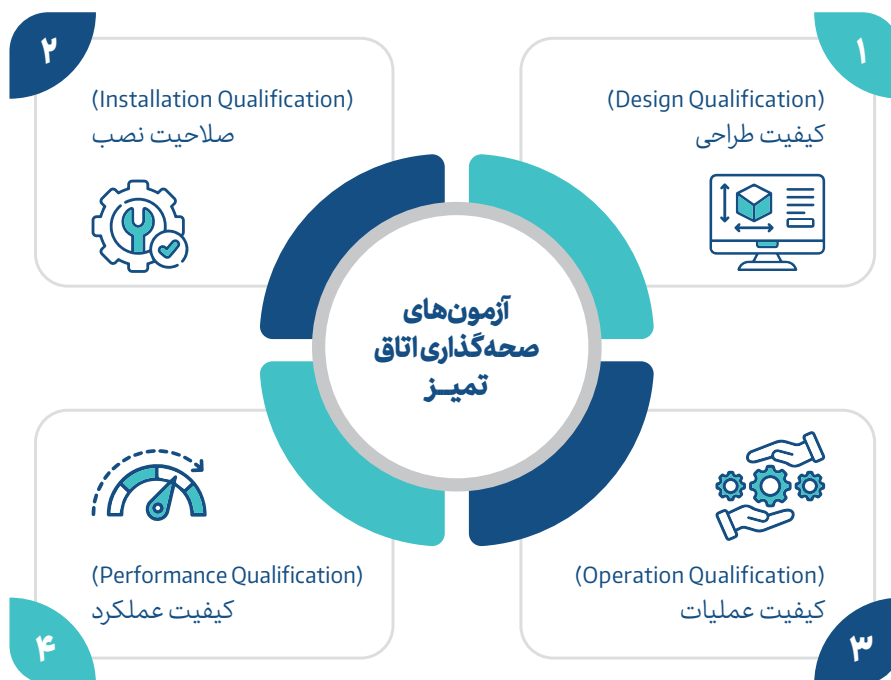 ۱
(Design Qualification)
کیفیت طراحی
۲
(Installation Qualification)
صلاحیت نصب
آزمون‌های
صحه‌گذاری اتاق
تمیــز
۳
(Operation Qualification)
کیفیت عملیات
۴
(Performance Qualification)
کیفیت عملکرد